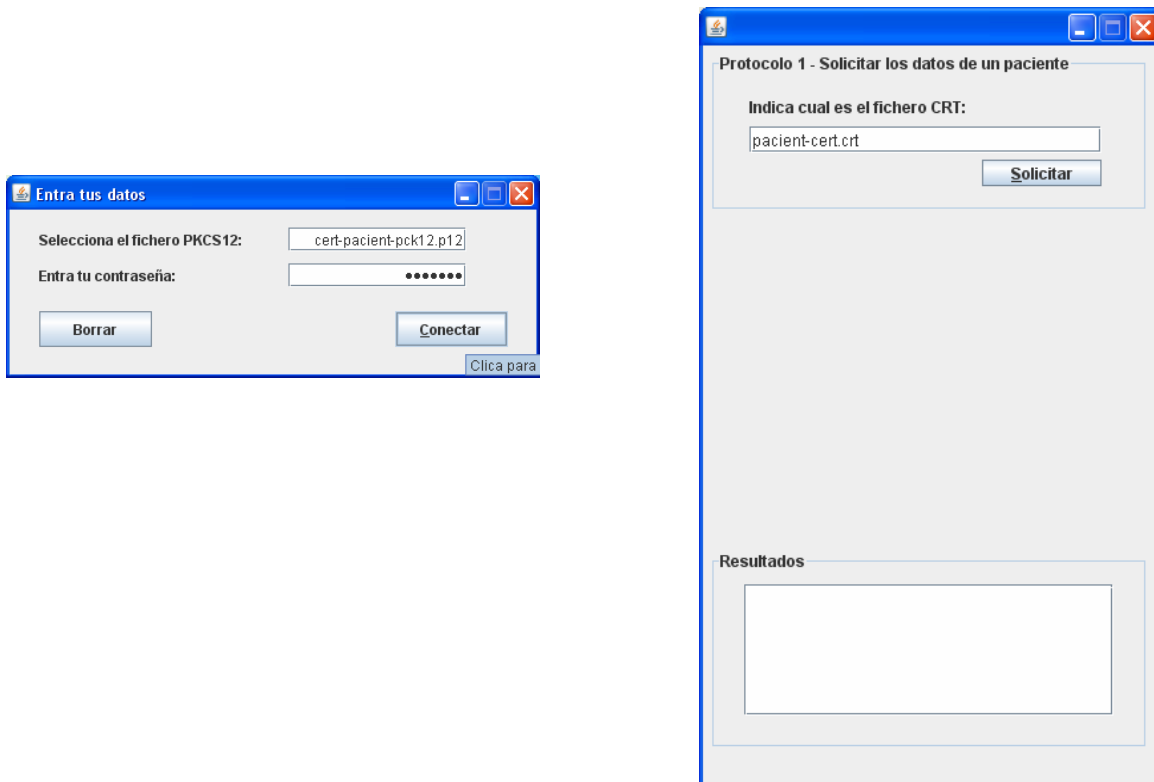 Entra tus datos
Selecciona el fichero PKCS12:
cert-pacient-pck12.p12
Entra tu contraseña:
•••••••
Borrar
Conectar
Clica para
Protocolo 1 - Solicitar los datos de un paciente
Indica cual es el fichero CRT:
pacient-cert.crt
Solicitar
Resultados